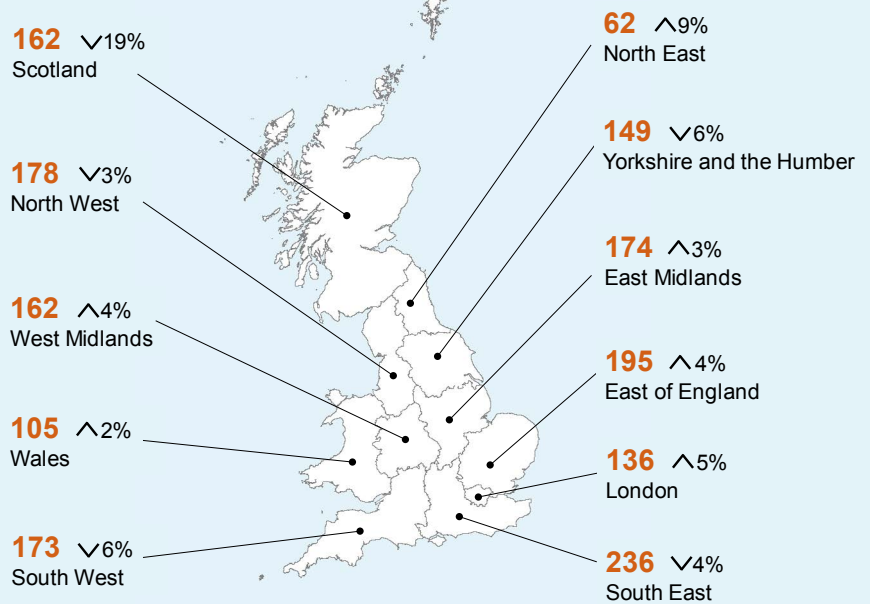 162 ∨19%
Scotland
178 ∨3%
North West
162 ∧4%
West Midlands
105 ∧2%
Wales
173 ∨6%
South West
62 ∧9%
North East
149 ∨6%
Yorkshire and the Humber
174 ∧3%
East Midlands
195 ∧4%
East of England
136 ∧5%
London
236 ∨4%
South East